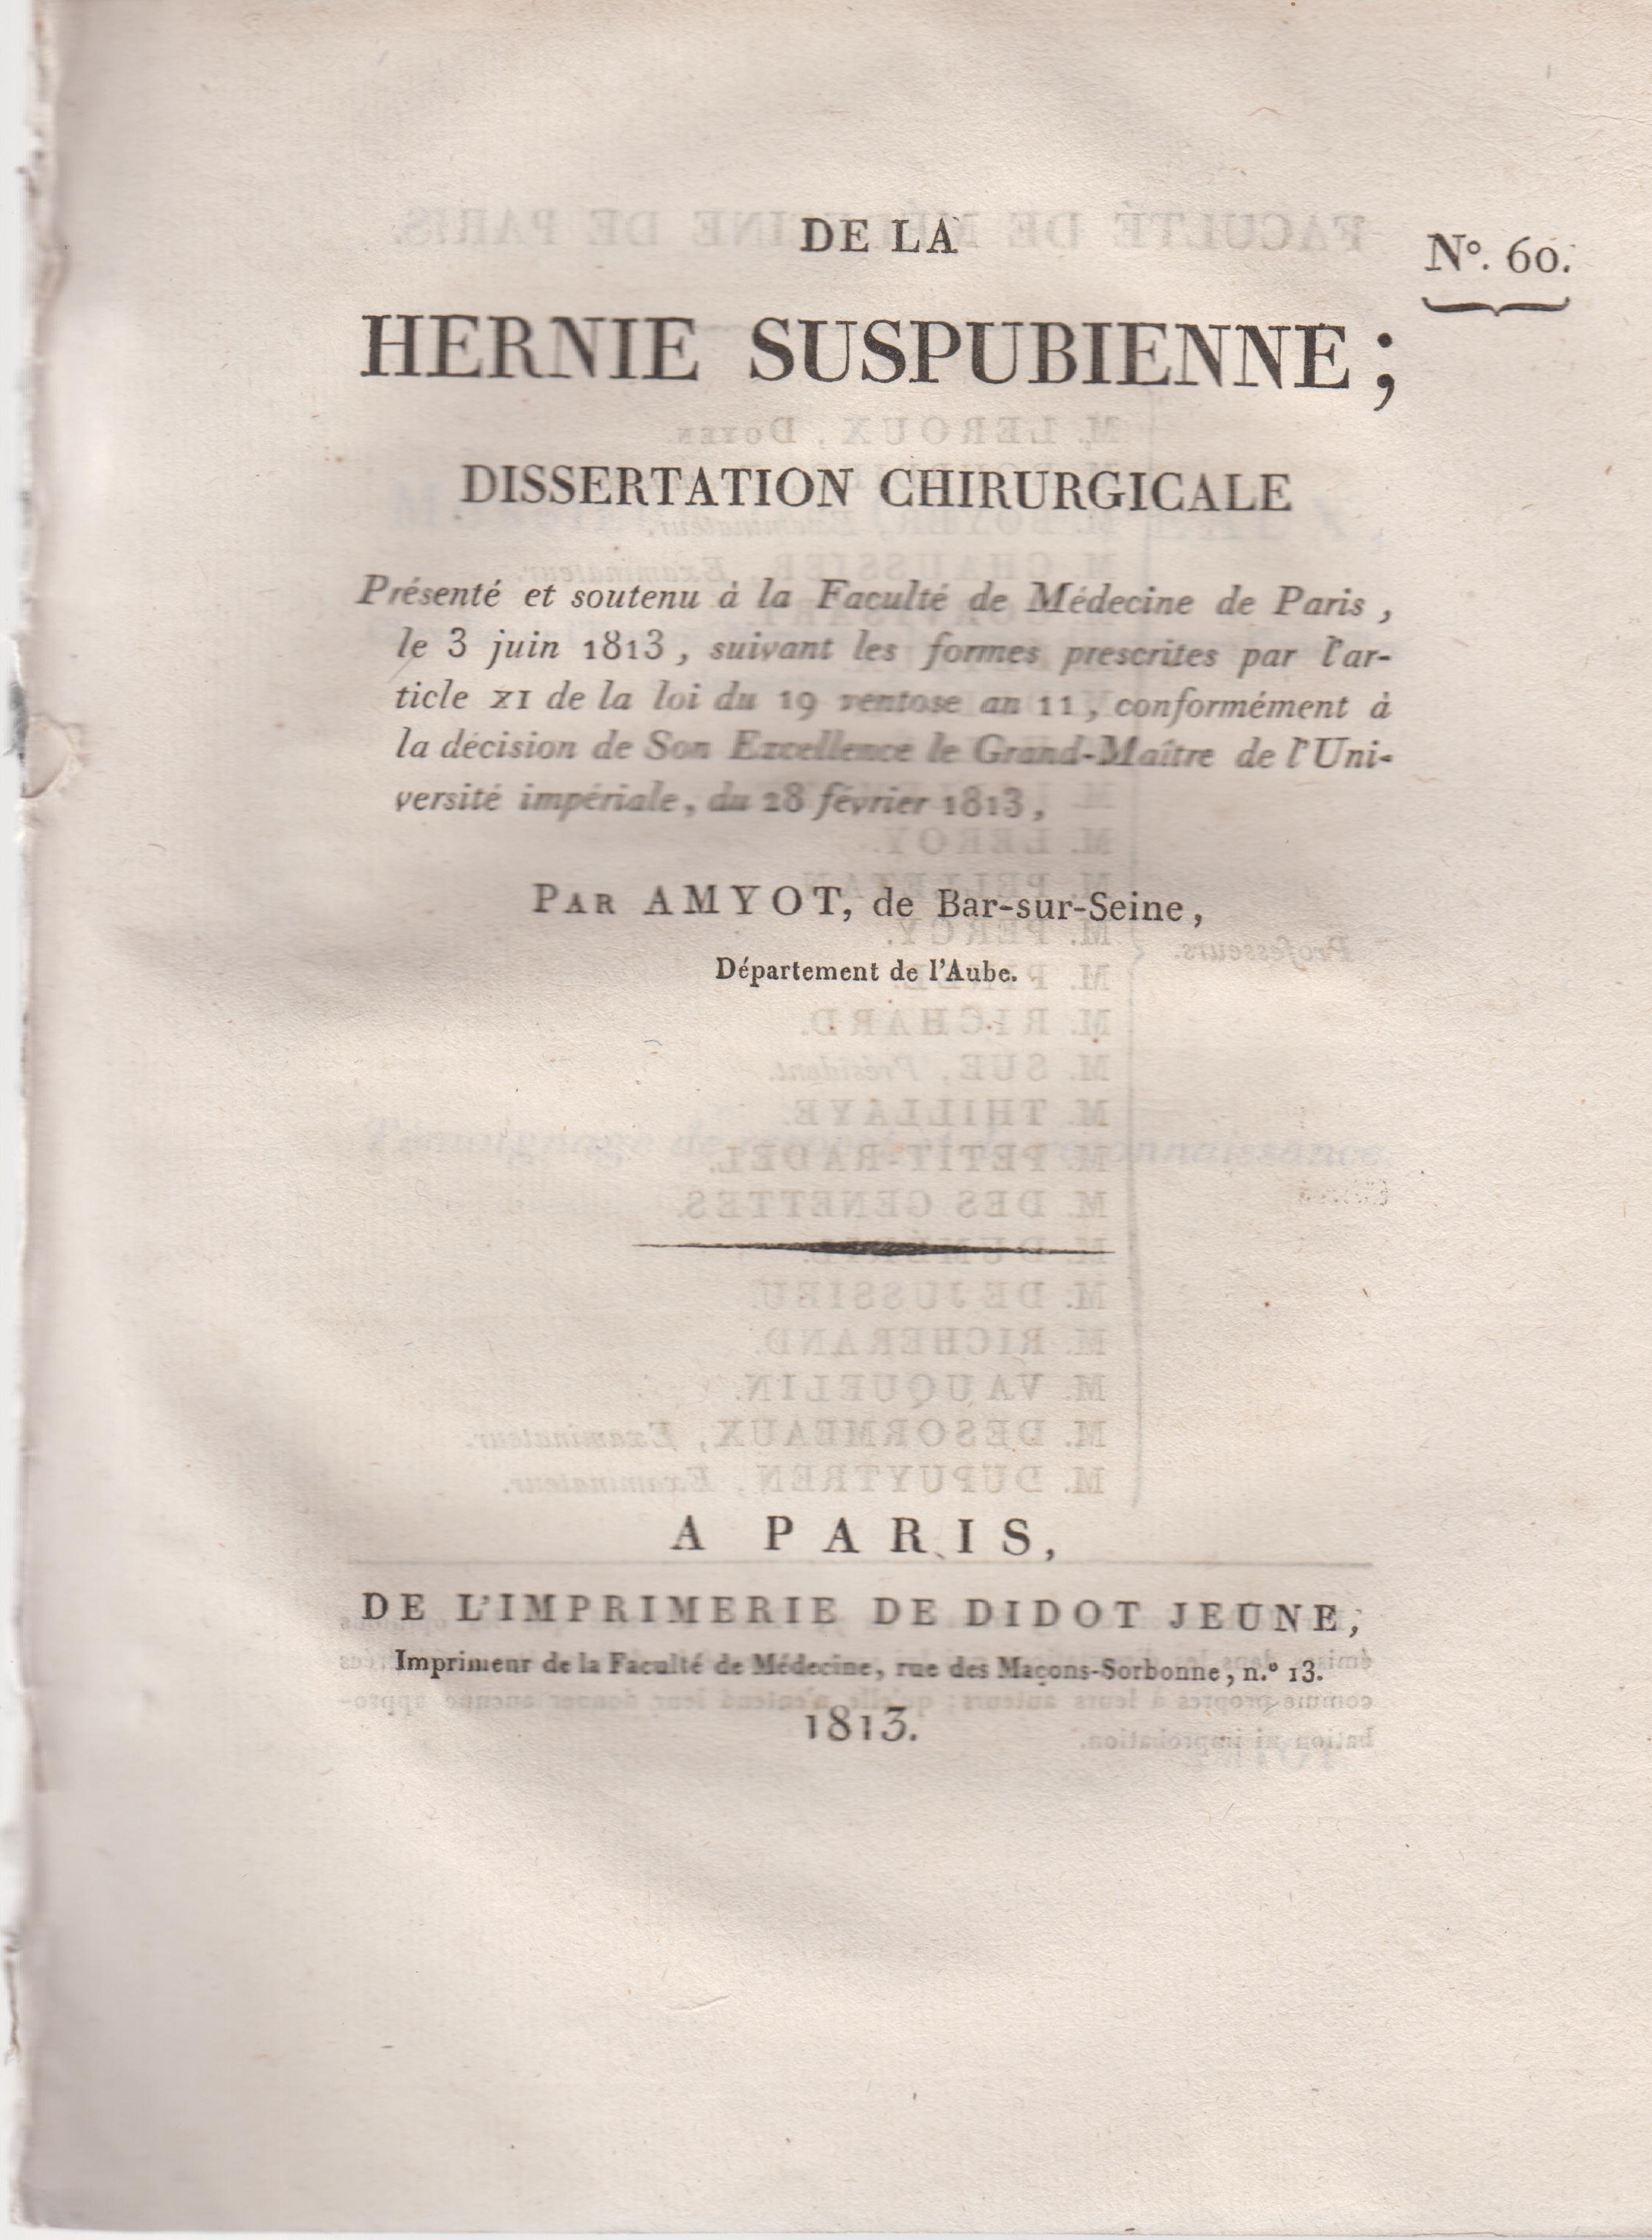 DE LA
N°. 60.
HERNIE SUSPUBIENNE;
DISSERTATION CHIRURGICALE
Présenté et soutenu à la Faculté de Médecine de Paris,
le 3 juin 1813, suivant les formes prescrites par l'ar-
ticle XI de la loi du 19 ventose an 11, conformément à
la décision de Son Excellence le Grand-Maître de l'Uni-
versité impériale, du 28 février 1813,
PAR AMYOT, de Bar-sur-Seine,
Département de l'Aube.
A PARIS,
DE L'IMPRIMERIE DE DIDOT JEUNE,
Imprimeur de la Faculté de Médecine, rue des Maçons-Sorbonne, n.° 13.
1813.